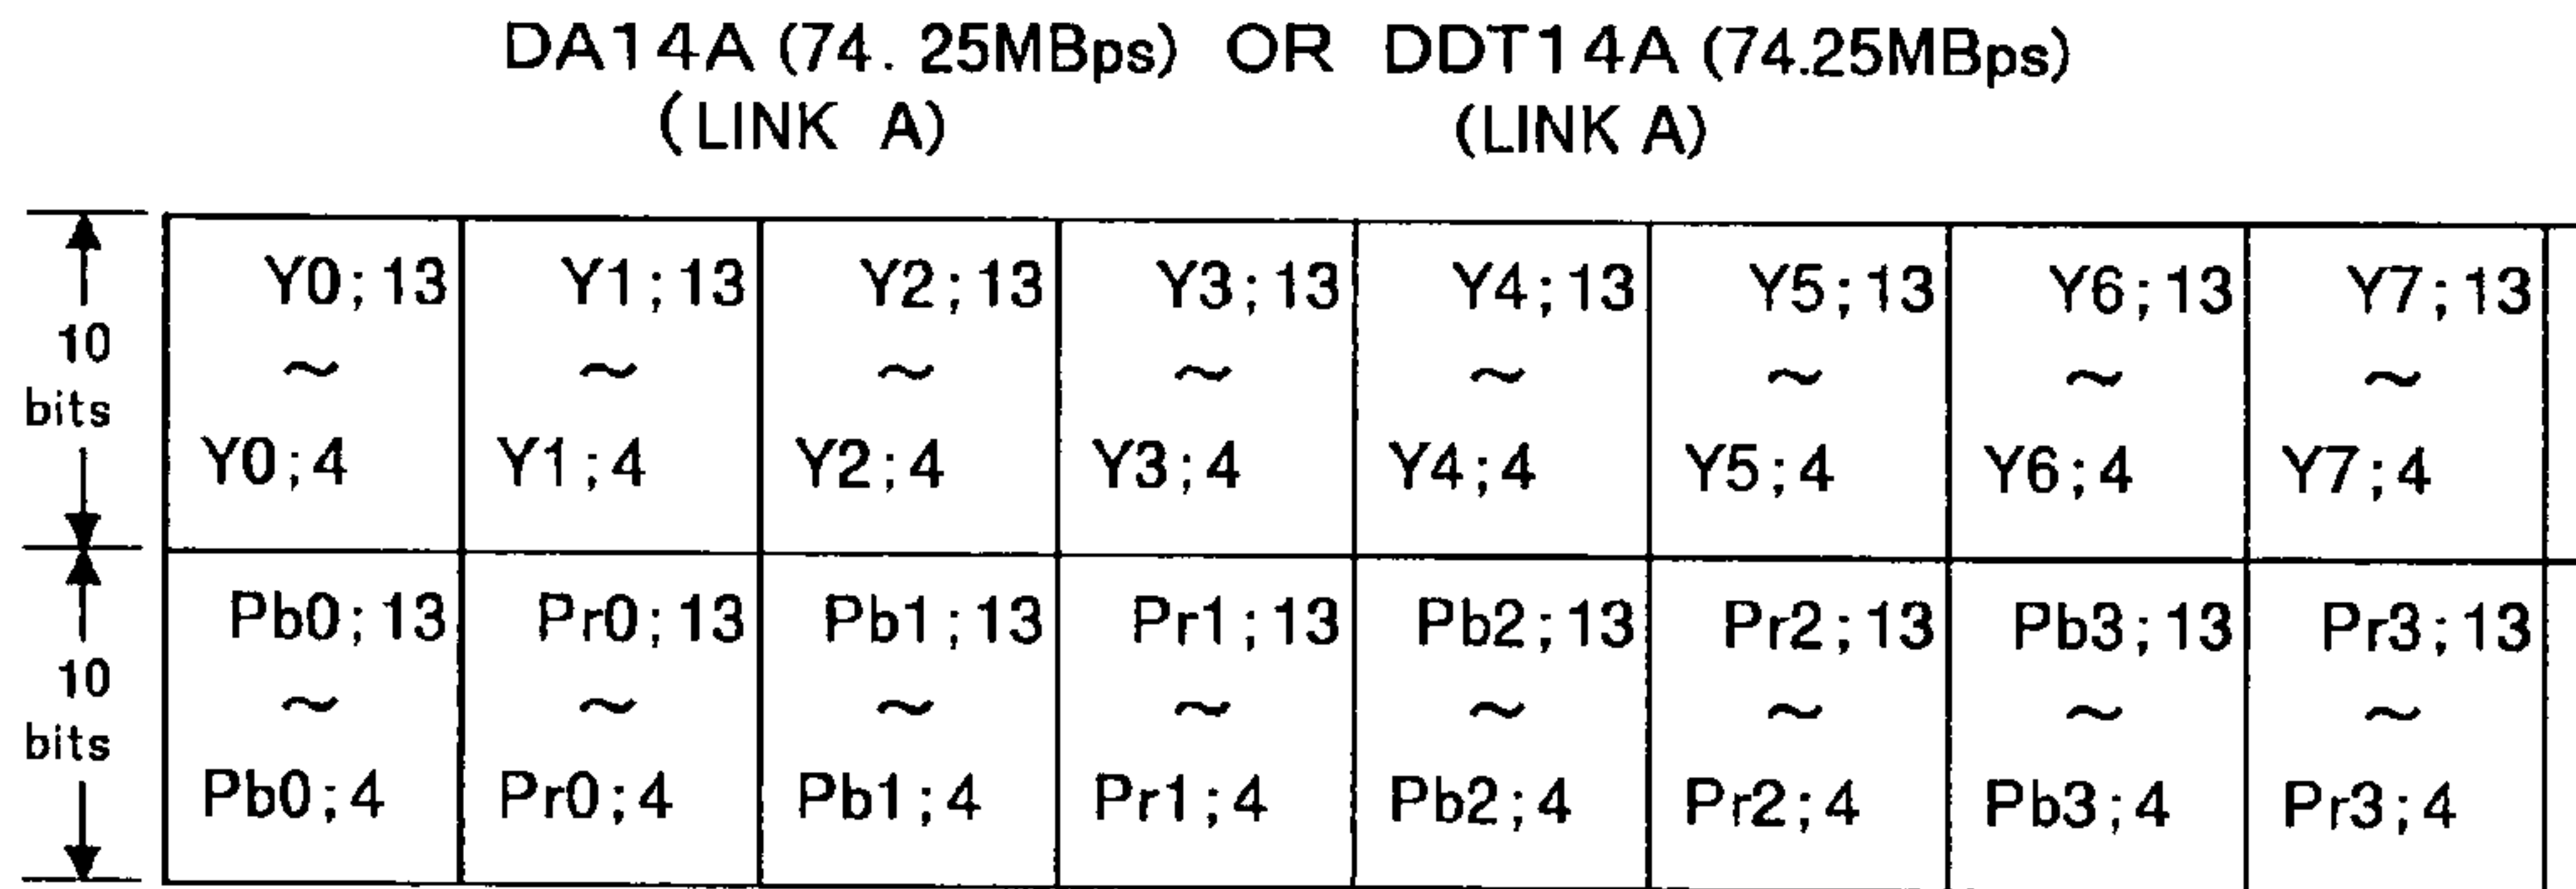 DA14A (74. 25MBps) OR DDT14A (74.25MBps)
(LINK A) (LINK A)
Y0;13 Y1;13 Y2;13 Y3;13 Y4;13 Y5;13 Y6;13 Y7;13
10 ~ ~ ~ ~ ~ ~ ~ ~
bits
Y0;4 Y1;4 Y2;4 Y3;4 Y4;4 Y5;4 Y6;4 Y7;4
Pb0;13 Pr0;13 Pb1;13 Pr1;13 Pb2;13 Pr2;13 Pb3;13 Pr3;13
10 ~ ~ ~ ~ ~ ~ ~ ~
bits
Pb0;4 Pr0;4 Pb1;4 Pr1;4 Pb2;4 Pr2;4 Pb3;4 Pr3;4